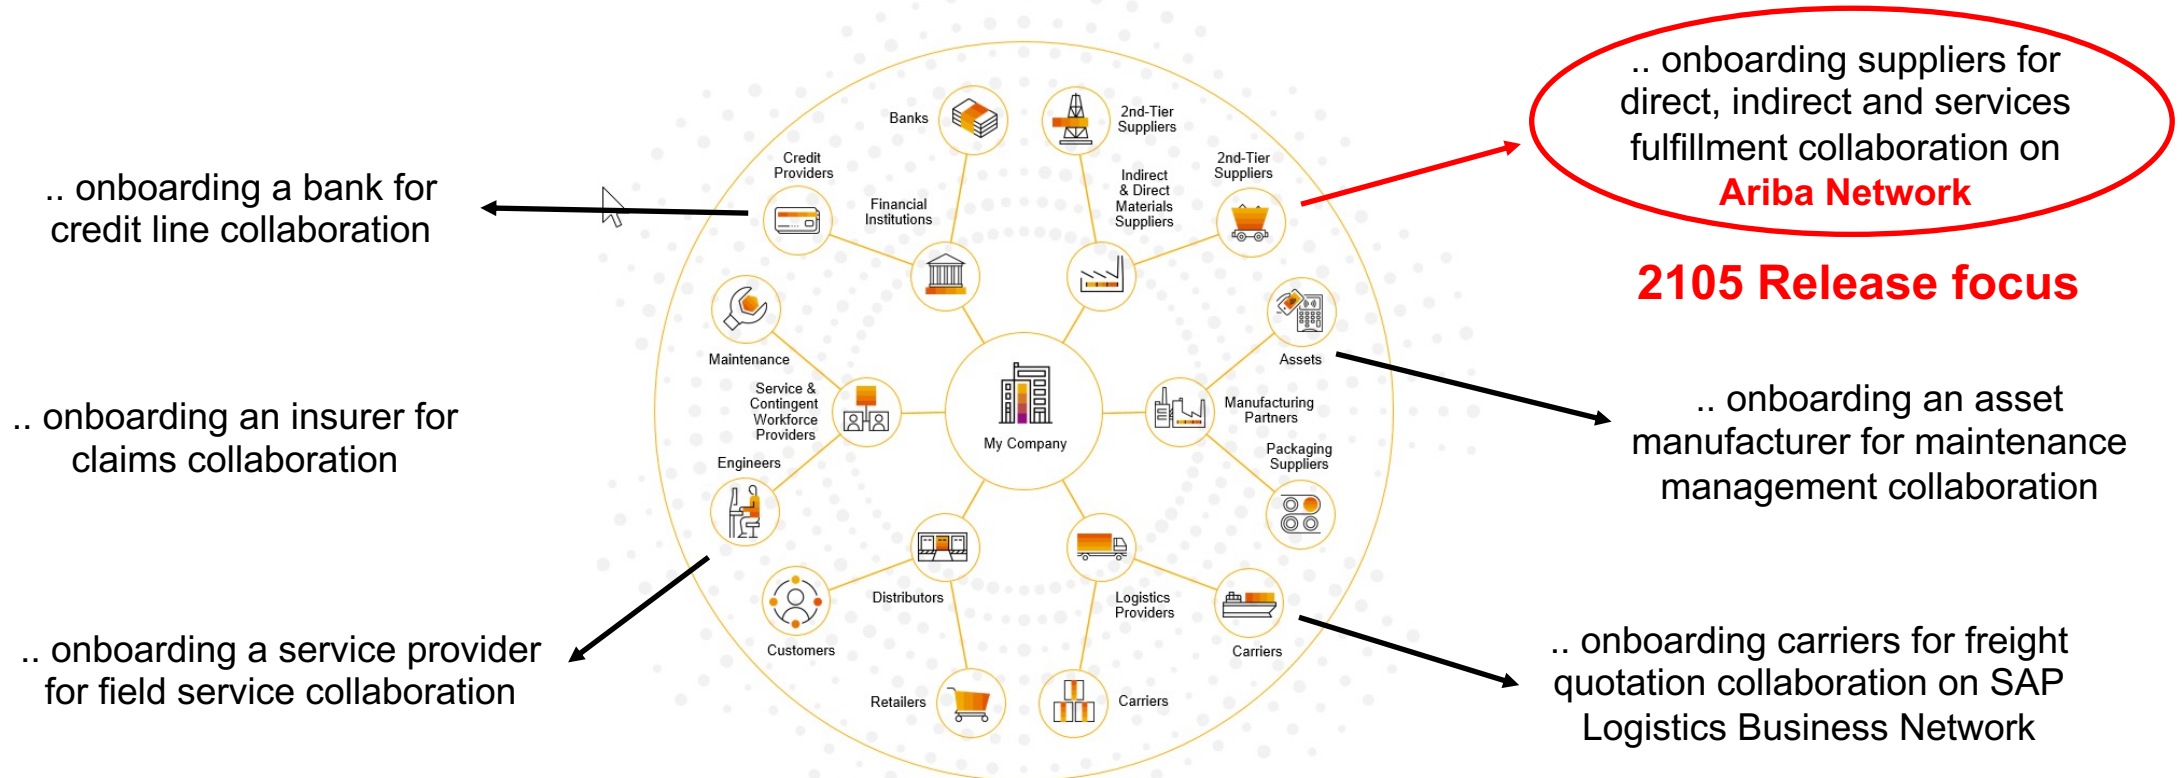 .. onboarding a bank for
credit line collaboration
.. onboarding an insurer for
claims collaboration
.. onboarding a service provider
for field service collaboration
Banks
Credit
Providers
Financial
Institutions
Maintenance
Service &
Contingent
Workforce
Providers
Engineers
Customers
Distributors
Retailers
My Company
2nd-Tier
Suppliers
2nd-Tier
Suppliers
Indirect
& Direct
Materials
Suppliers
Assets
Manufacturing
Partners
Packaging
Suppliers
Logistics
Providers
Carriers
Carriers
.. onboarding suppliers for
direct, indirect and services
fulfillment collaboration on
Ariba Network
2105 Release focus
.. onboarding an asset
manufacturer for maintenance
management collaboration
.. onboarding carriers for freight
quotation collaboration on SAP
Logistics Business Network